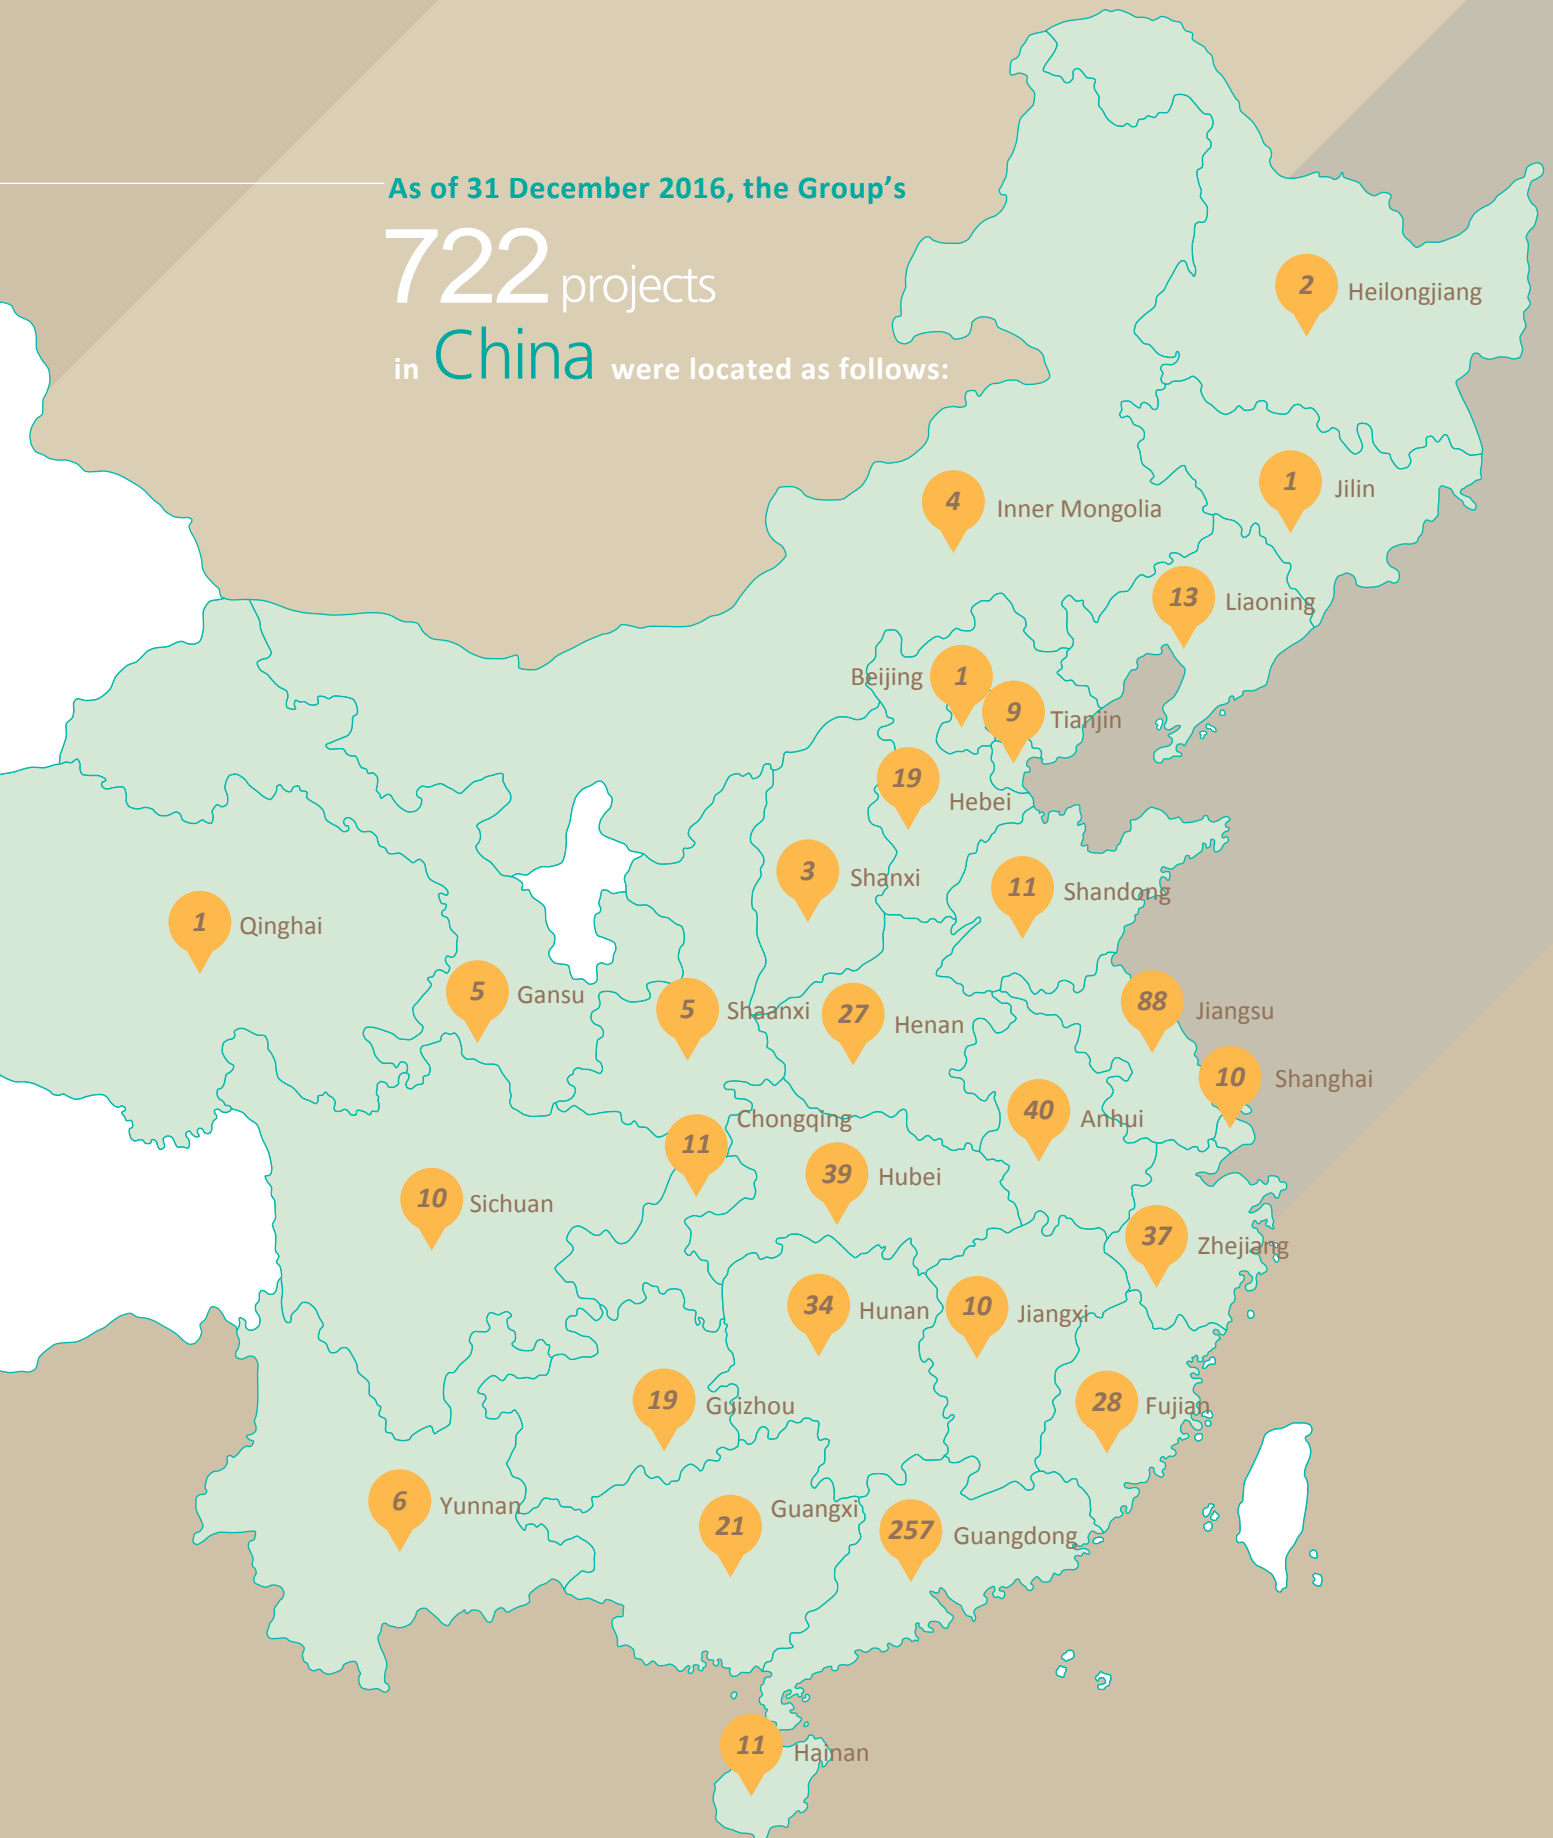 As of 31 December 2016, the Group's
722 projects
in China were located as follows:
2 Heilongjiang
1 Jilin
4 Inner Mongolia
13 Liaoning
Beijing 1
9 Tianjin
19 Hebei
3 Shanxi
11 Shandong
1 Qinghai
5 Gansu
5 Shaanxi
27 Henan
88 Jiangsu
10 Shanghai
40 Anhui
Chongqing
11
39 Hubei
10 Sichuan
37 Zhejiang
34 Hunan
10 Jiangxi
19 Guizhou
28 Fujian
6 Yunnan
21 Guangxi
257 Guangdong
11 Hainan